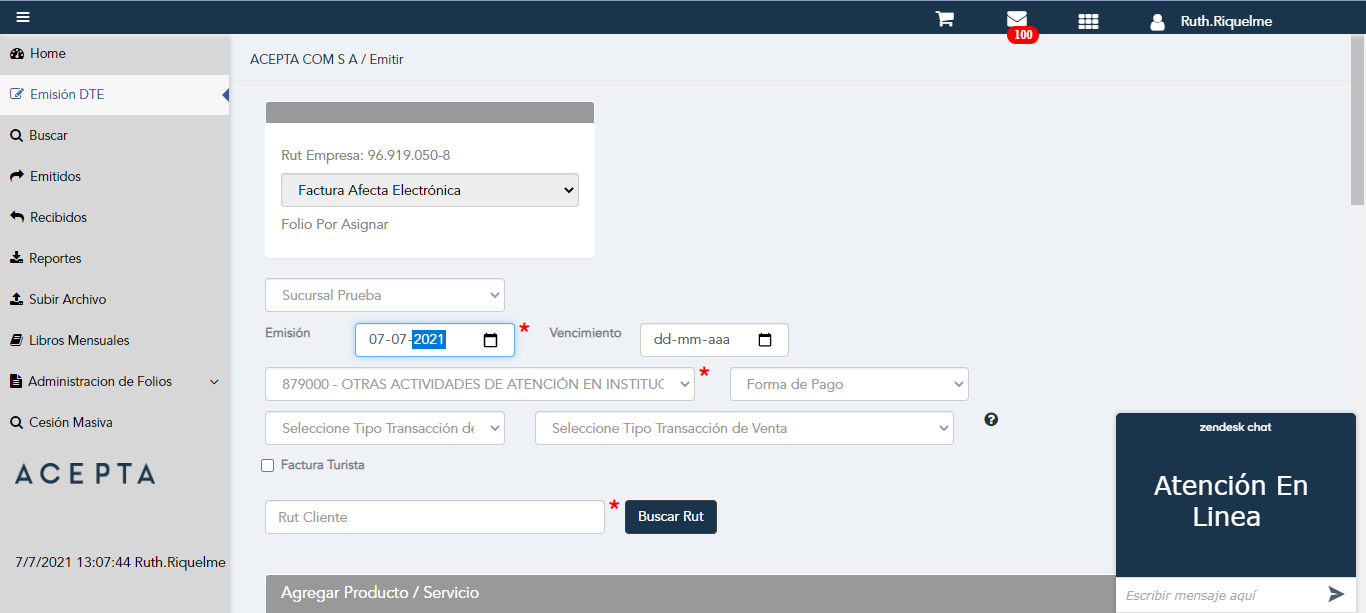 100
Ruth.Riquelme
Home
Emisión DTE
Buscar
Emitidos
Recibidos
Reportes
Subir Archivo
Libros Mensuales
Administracion de Folios
Cesión Masiva
ACEPTA
7/7/2021 13:07:44 Ruth.Riquelme
ACEPTA COM S A / Emitir
Rut Empresa: 96.919.050-8
Factura Afecta Electrónica
Folio Por Asignar
Sucursal Prueba
Emisión 07-07-2021 * Vencimiento dd-mm-aaa
879000 - OTRAS ACTIVIDADES DE ATENCIÓN EN INSTITUC * Forma de Pago
Seleccione Tipo Transacción de Seleccione Tipo Transacción de Venta ?
Factura Turista
Rut Cliente * Buscar Rut
Agregar Producto / Servicio
zendesk chat
Atención En
Linea
Escribir mensaje aquí